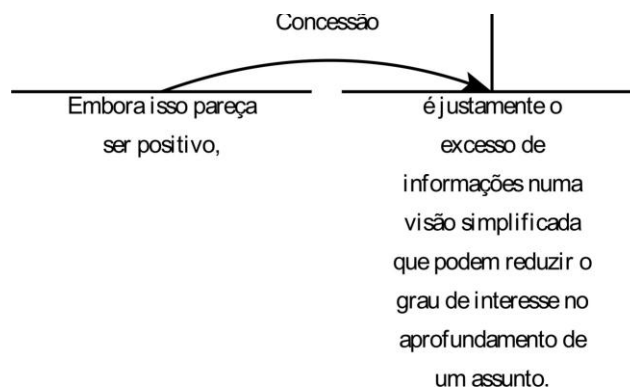 Concessão
Embora isso pareça
ser positivo,
é justamente o
excesso de
informações numa
visão simplificada
que podem reduzir o
grau de interesse no
aprofundamento de
um assunto.